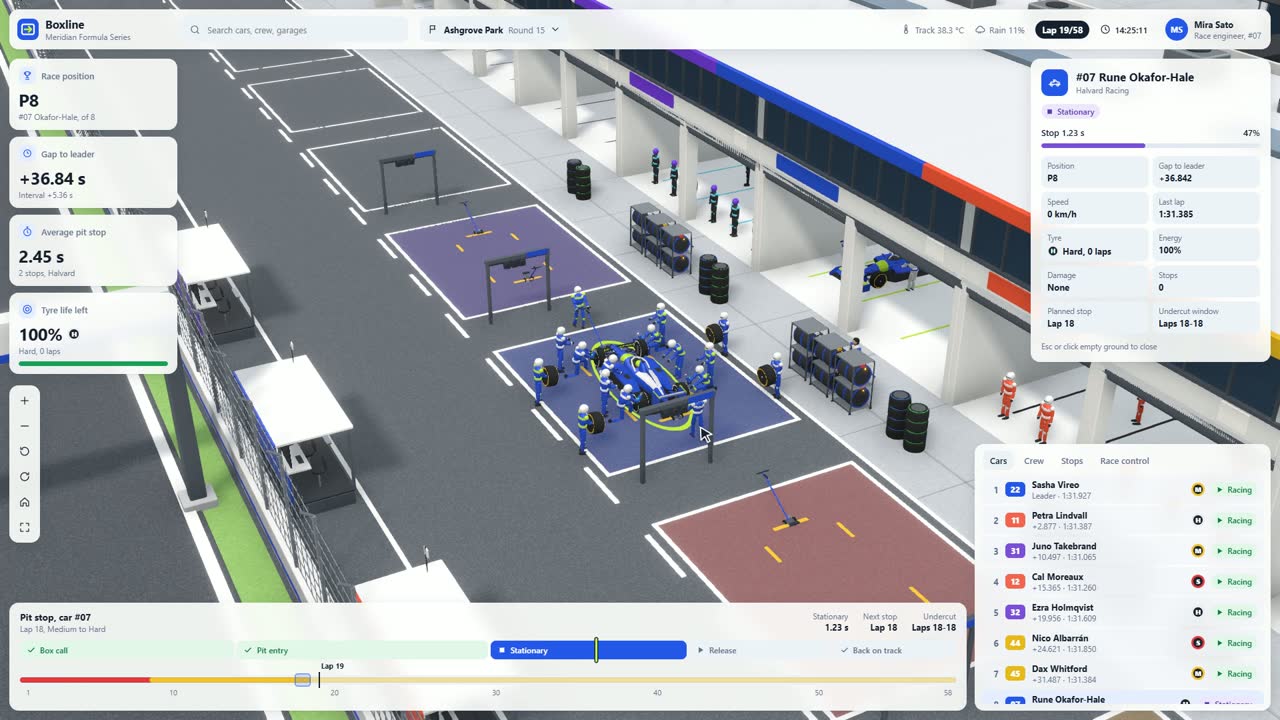 Boxline
Meridian Formula Series
Search cars, crew, garages
Ashgrove Park Round 15
Track 38.3 °C
Rain 11%
Lap 19/58
14:25:11
MS
Mira Sato
Race engineer, #07
Race position
P8
#07 Okafor-Hale, of 8
Gap to leader
+36.84 s
Interval +5.36 s
Average pit stop
2.45 s
2 stops, Halvard
Tyre life left
100% H
Hard, 0 laps
#07 Rune Okafor-Hale
Halvard Racing
Stationary
Stop 1.23 s 47%
Position
P8
Gap to leader
+36.842
Speed
0 km/h
Last lap
1:31.385
Tyre
H Hard, 0 laps
Energy
100%
Damage
None
Stops
0
Planned stop
Lap 18
Undercut window
Laps 18-18
Esc or click empty ground to close
Cars Crew Stops Race control
1 22 Sasha Vireo M Racing
Leader · 1:31.927
2 11 Petra Lindvall H Racing
+2.877 · 1:31.387
3 31 Juno Takebrand M Racing
+10.497 · 1:31.065
4 12 Cal Moreaux S Racing
+15.365 · 1:31.260
5 32 Ezra Holmqvist H Racing
+19.956 · 1:31.609
6 44 Nico Albarrán S Racing
+24.621 · 1:31.850
7 45 Dax Whitford M Racing
+31.487 · 1:31.384
Rune Okafor-Hale
Pit stop, car #07
Lap 18, Medium to Hard
Stationary
1.23 s
Next stop
Lap 18
Undercut
Laps 18-18
Box call
Pit entry
Stationary
Release
Back on track
Lap 19
1 10 20 30 40 50 58